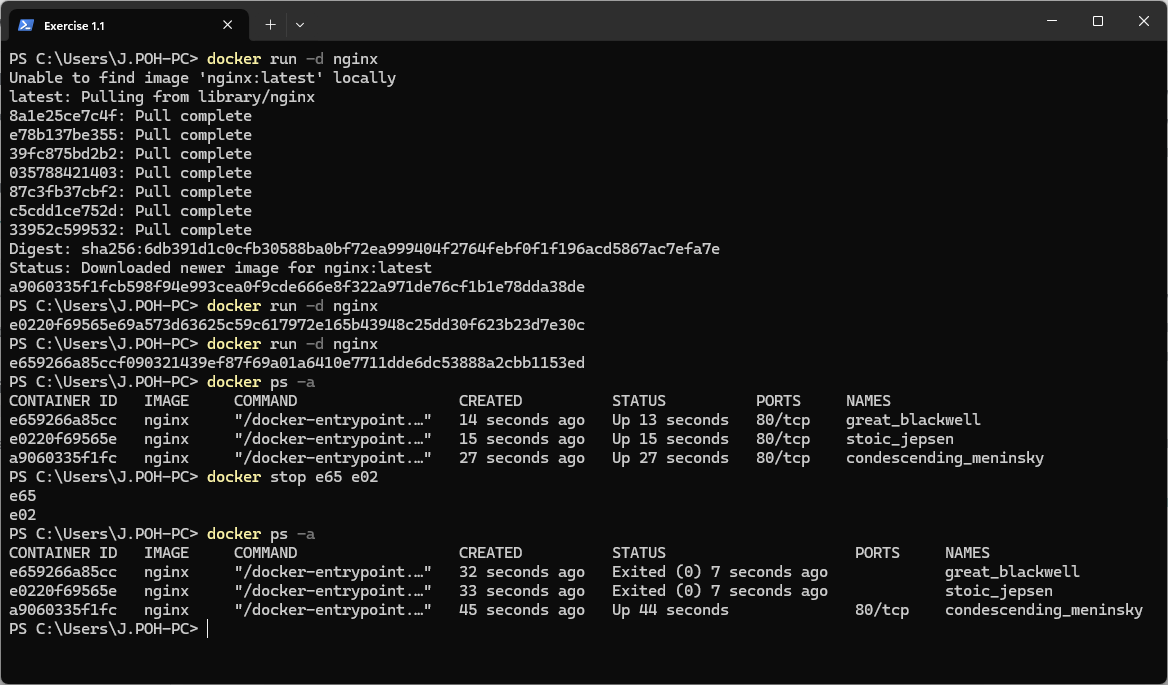 Exercise 1.1
PS C:\Users\J.POH-PC> docker run -d nginx
Unable to find image 'nginx:latest' locally
latest: Pulling from library/nginx
8a1e25ce7c4f: Pull complete
e78b137be355: Pull complete
39fc875bd2b2: Pull complete
035788421403: Pull complete
87c3fb37cbf2: Pull complete
c5cdd1ce752d: Pull complete
33952c599532: Pull complete
Digest: sha256:6db391d1c0cfb30588ba0bf72ea999404f2764febf0f1f196acd5867ac7efa7e
Status: Downloaded newer image for nginx:latest
a9060335f1fcb598f94e993cea0f9cde666e8f322a971de76cf1b1e78dda38de
PS C:\Users\J.POH-PC> docker run -d nginx
e0220f69565e69a573d63625c59c617972e165b43948c25dd30f623b23d7e30c
PS C:\Users\J.POH-PC> docker run -d nginx
e659266a85ccf090321439ef87f69a01a6410e7711dde6dc53888a2cbb1153ed
PS C:\Users\J.POH-PC> docker ps -a
CONTAINER ID   IMAGE     COMMAND                  CREATED          STATUS          PORTS     NAMES
e659266a85cc   nginx     "/docker-entrypoint.…"   14 seconds ago   Up 13 seconds   80/tcp    great_blackwell
e0220f69565e   nginx     "/docker-entrypoint.…"   15 seconds ago   Up 15 seconds   80/tcp    stoic_jepsen
a9060335f1fc   nginx     "/docker-entrypoint.…"   27 seconds ago   Up 27 seconds   80/tcp    condescending_meninsky
PS C:\Users\J.POH-PC> docker stop e65 e02
e65
e02
PS C:\Users\J.POH-PC> docker ps -a
CONTAINER ID   IMAGE     COMMAND                  CREATED          STATUS                     PORTS     NAMES
e659266a85cc   nginx     "/docker-entrypoint.…"   32 seconds ago   Exited (0) 7 seconds ago             great_blackwell
e0220f69565e   nginx     "/docker-entrypoint.…"   33 seconds ago   Exited (0) 7 seconds ago             stoic_jepsen
a9060335f1fc   nginx     "/docker-entrypoint.…"   45 seconds ago   Up 44 seconds              80/tcp    condescending_meninsky
PS C:\Users\J.POH-PC>